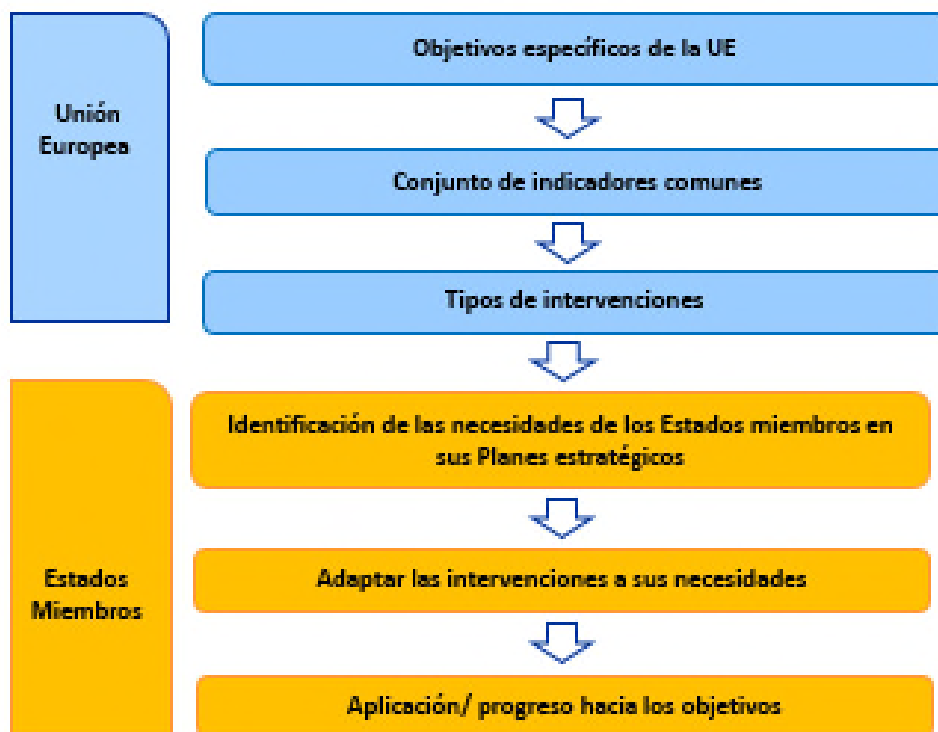 Unión
Europea
Objetivos específicos de la UE
Conjunto de indicadores comunes
Tipos de intervenciones
Estados
Miembros
Identificación de las necesidades de los Estados miembros en
sus Planes estratégicos
Adaptar las intervenciones a sus necesidades
Aplicación/ progreso hacia los objetivos